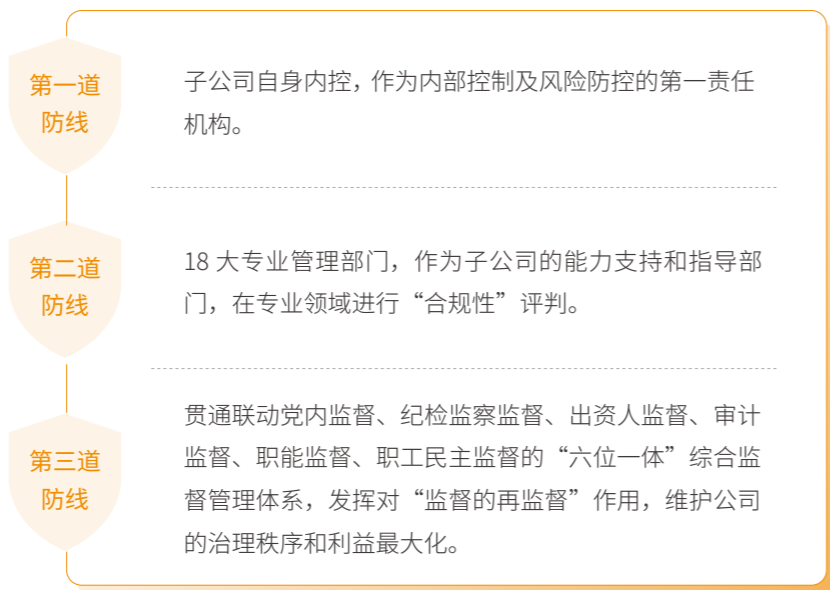 第一道
防线
子公司自身内控，作为内部控制及风险防控的第一责任
机构。
第二道
防线
18 大专业管理部门，作为子公司的能力支持和指导部
门，在专业领域进行“合规性”评判。
第三道
防线
贯通联动党内监督、纪检监察监督、出资人监督、审计
监督、职能监督、职工民主监督的“六位一体”综合监
督管理体系，发挥对“监督的再监督”作用，维护公司
的治理秩序和利益最大化。